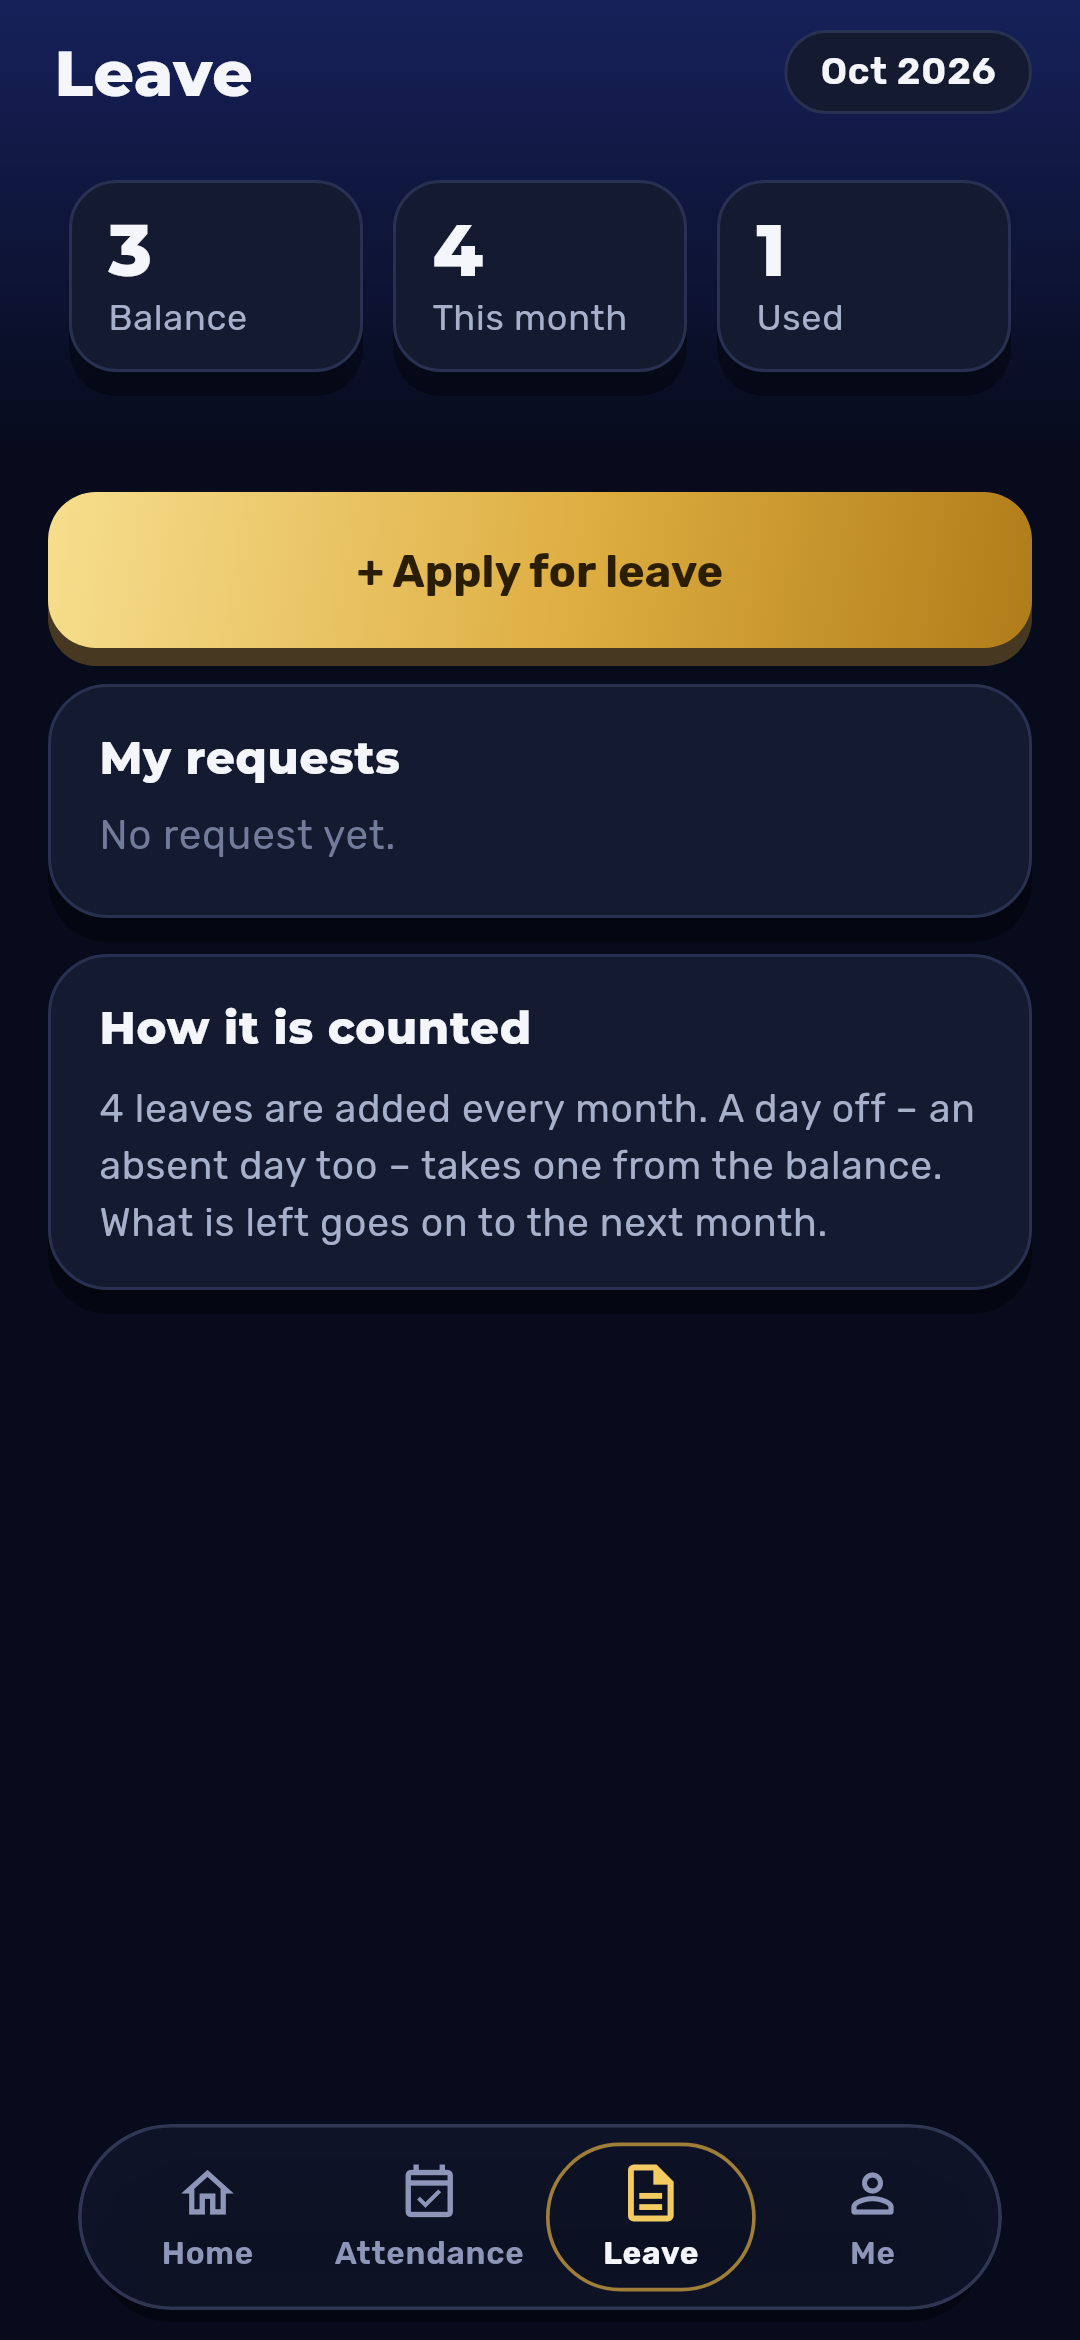 Leave
Oct 2026
3
Balance
4
This month
1
Used
+ Apply for leave
My requests
No request yet.
How it is counted
4 leaves are added every month. A day off – an
absent day too – takes one from the balance.
What is left goes on to the next month.
Home
Attendance
Leave
Me